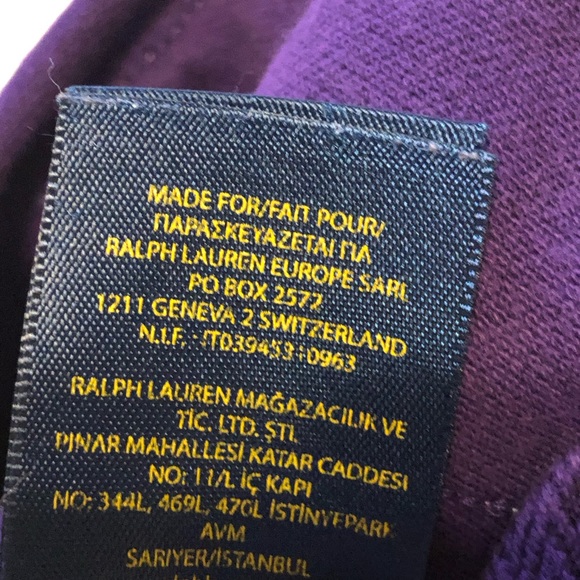 MADE FOR/FAIT POUR/
ΠΑΡΑΣΚΕΥΑΖΕΤΑΙ ΓΙΑ
RALPH LAUREN EUROPE SARL
PO BOX 2577
1211 GENEVA 2 SWITZERLAND
N.I.F. : IT03945310963
RALPH LAUREN MAĞAZACILIK VE
TİC. LTD. ŞTİ.
PINAR MAHALLESİ KATAR CADDESİ
NO: 11/L İÇ KAPI
NO: 344L, 469L, 470L İSTİNYEPARK
AVM
SARIYER/İSTANBUL